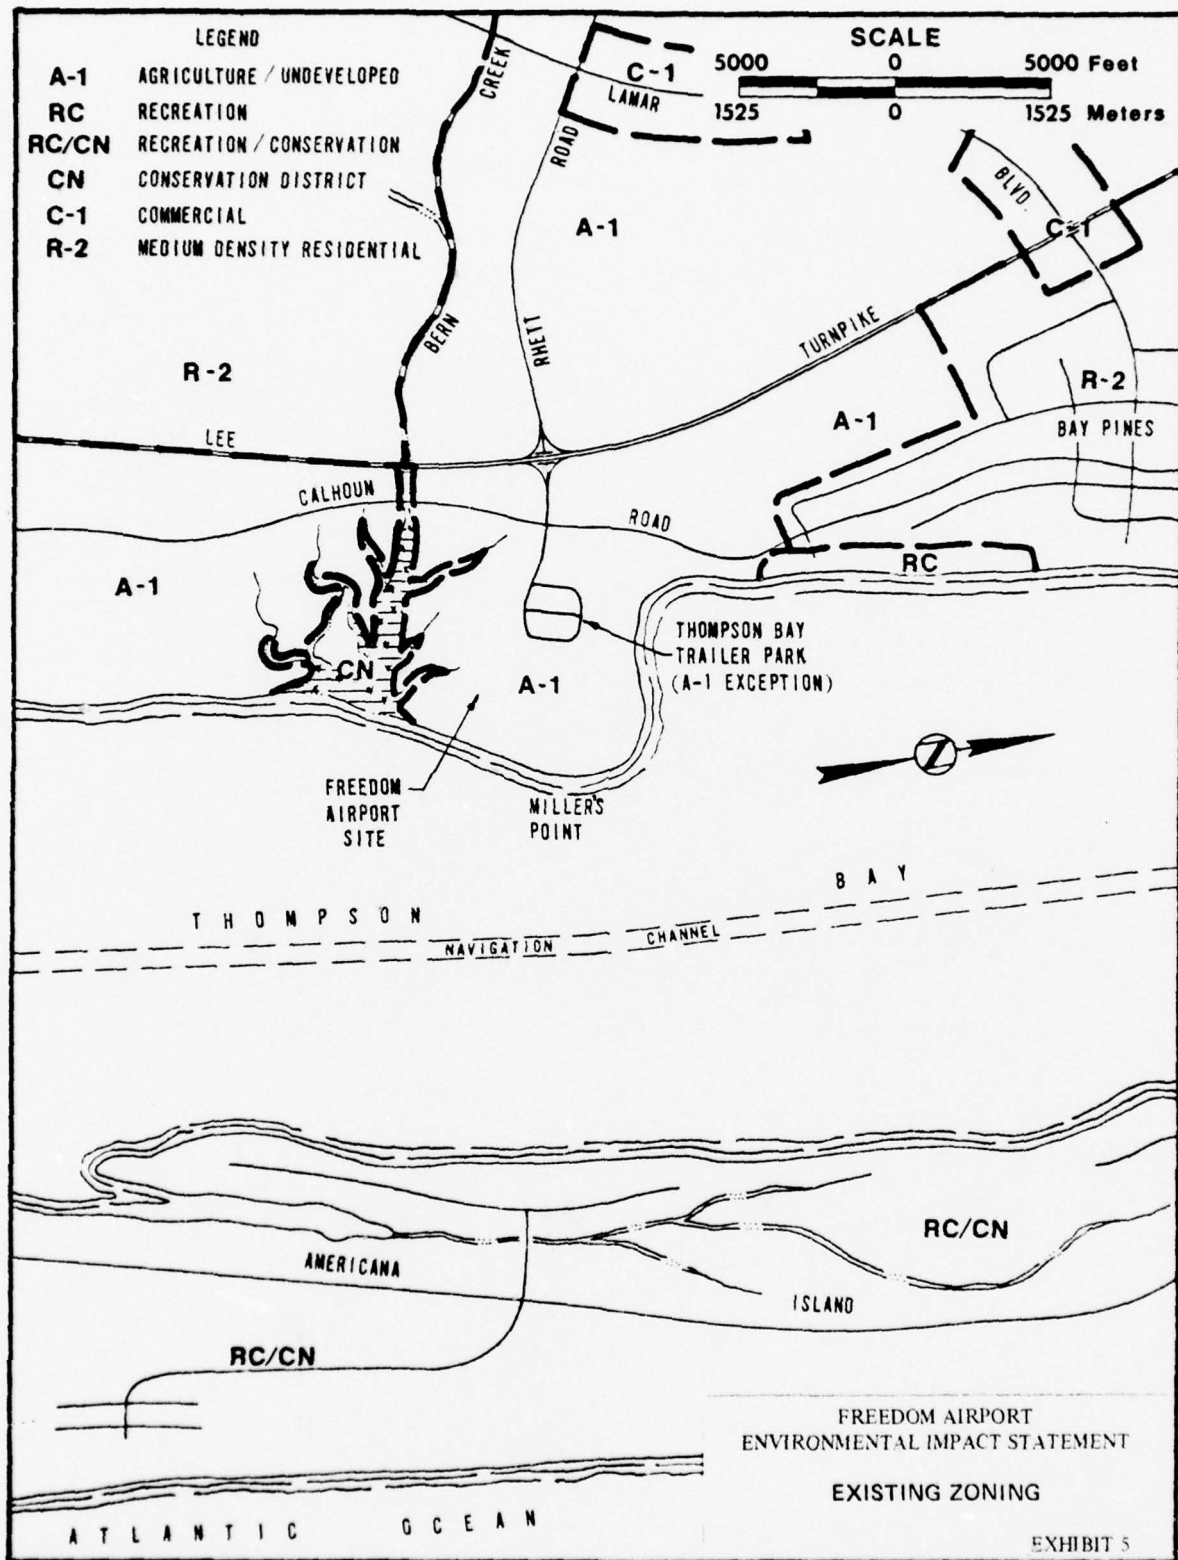 LEGEND
A-1 AGRICULTURE / UNDEVELOPED
RC RECREATION
RC/CN RECREATION / CONSERVATION
CN CONSERVATION DISTRICT
C-1 COMMERCIAL
R-2 MEDIUM DENSITY RESIDENTIAL
SCALE
5000 0 5000 Feet
1525 0 1525 Meters
CREEK
C-1
LAMAR
ROAD
BLVD.
C-1
A-1
BERN
RHETT
TURNPIKE
R-2
R-2
A-1
BAY PINES
LEE
CALHOUN
ROAD
RC
A-1
THOMPSON BAY
TRAILER PARK
(A-1 EXCEPTION)
CN
A-1
Z
FREEDOM
AIRPORT
SITE
MILLER'S
POINT
THOMPSON BAY
NAVIGATION CHANNEL
RC/CN
AMERICANA
ISLAND
RC/CN
FREEDOM AIRPORT
ENVIRONMENTAL IMPACT STATEMENT
EXISTING ZONING
EXHIBIT 5
ATLANTIC OCEAN